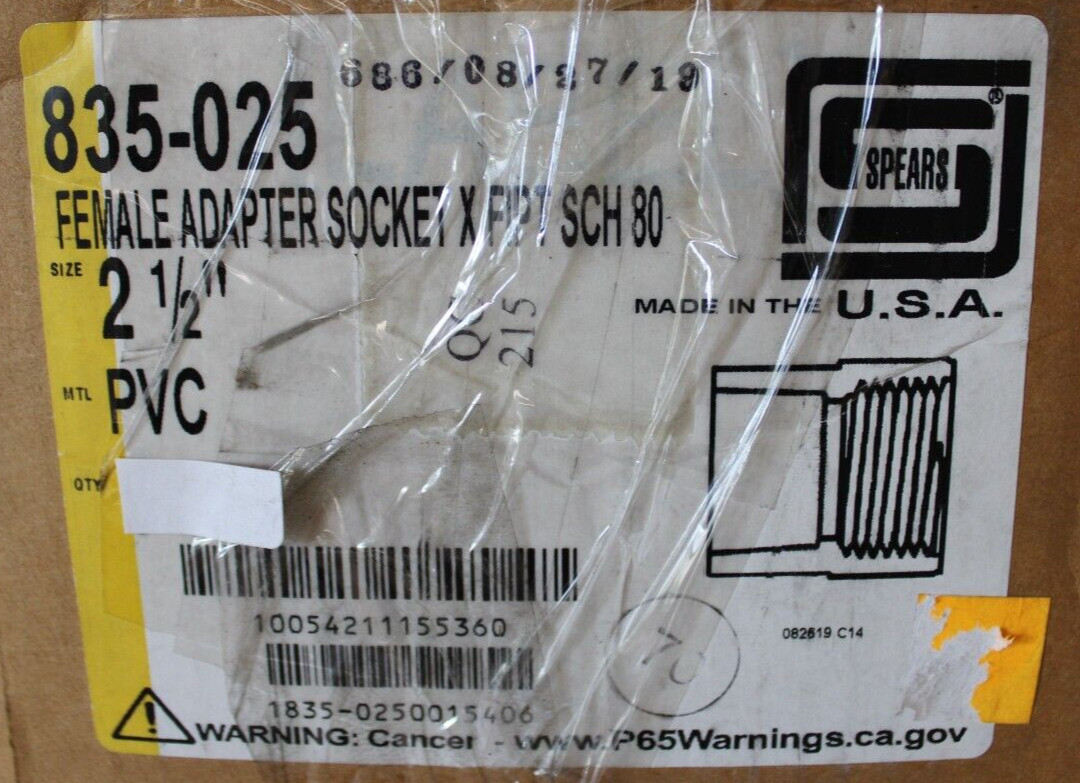 686/08/27/19
835-025
SPEARS®
FEMALE ADAPTER SOCKET X FIPT SCH 80
SIZE 2 1/2"
MADE IN THE U.S.A.
215
MTL PVC
QTY
10054211155360
082619 C14
1835-0250015406
WARNING: Cancer - www.P65Warnings.ca.gov